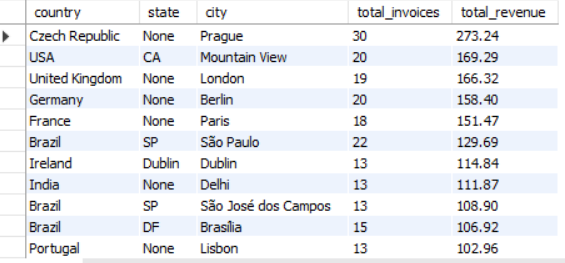 country state city total_invoices total_revenue
Czech Republic None Prague 30 273.24
USA CA Mountain View 20 169.29
United Kingdom None London 19 166.32
Germany None Berlin 20 158.40
France None Paris 18 151.47
Brazil SP São Paulo 22 129.69
Ireland Dublin Dublin 13 114.84
India None Delhi 13 111.87
Brazil SP São José dos Campos 13 108.90
Brazil DF Brasília 15 106.92
Portugal None Lisbon 13 102.96